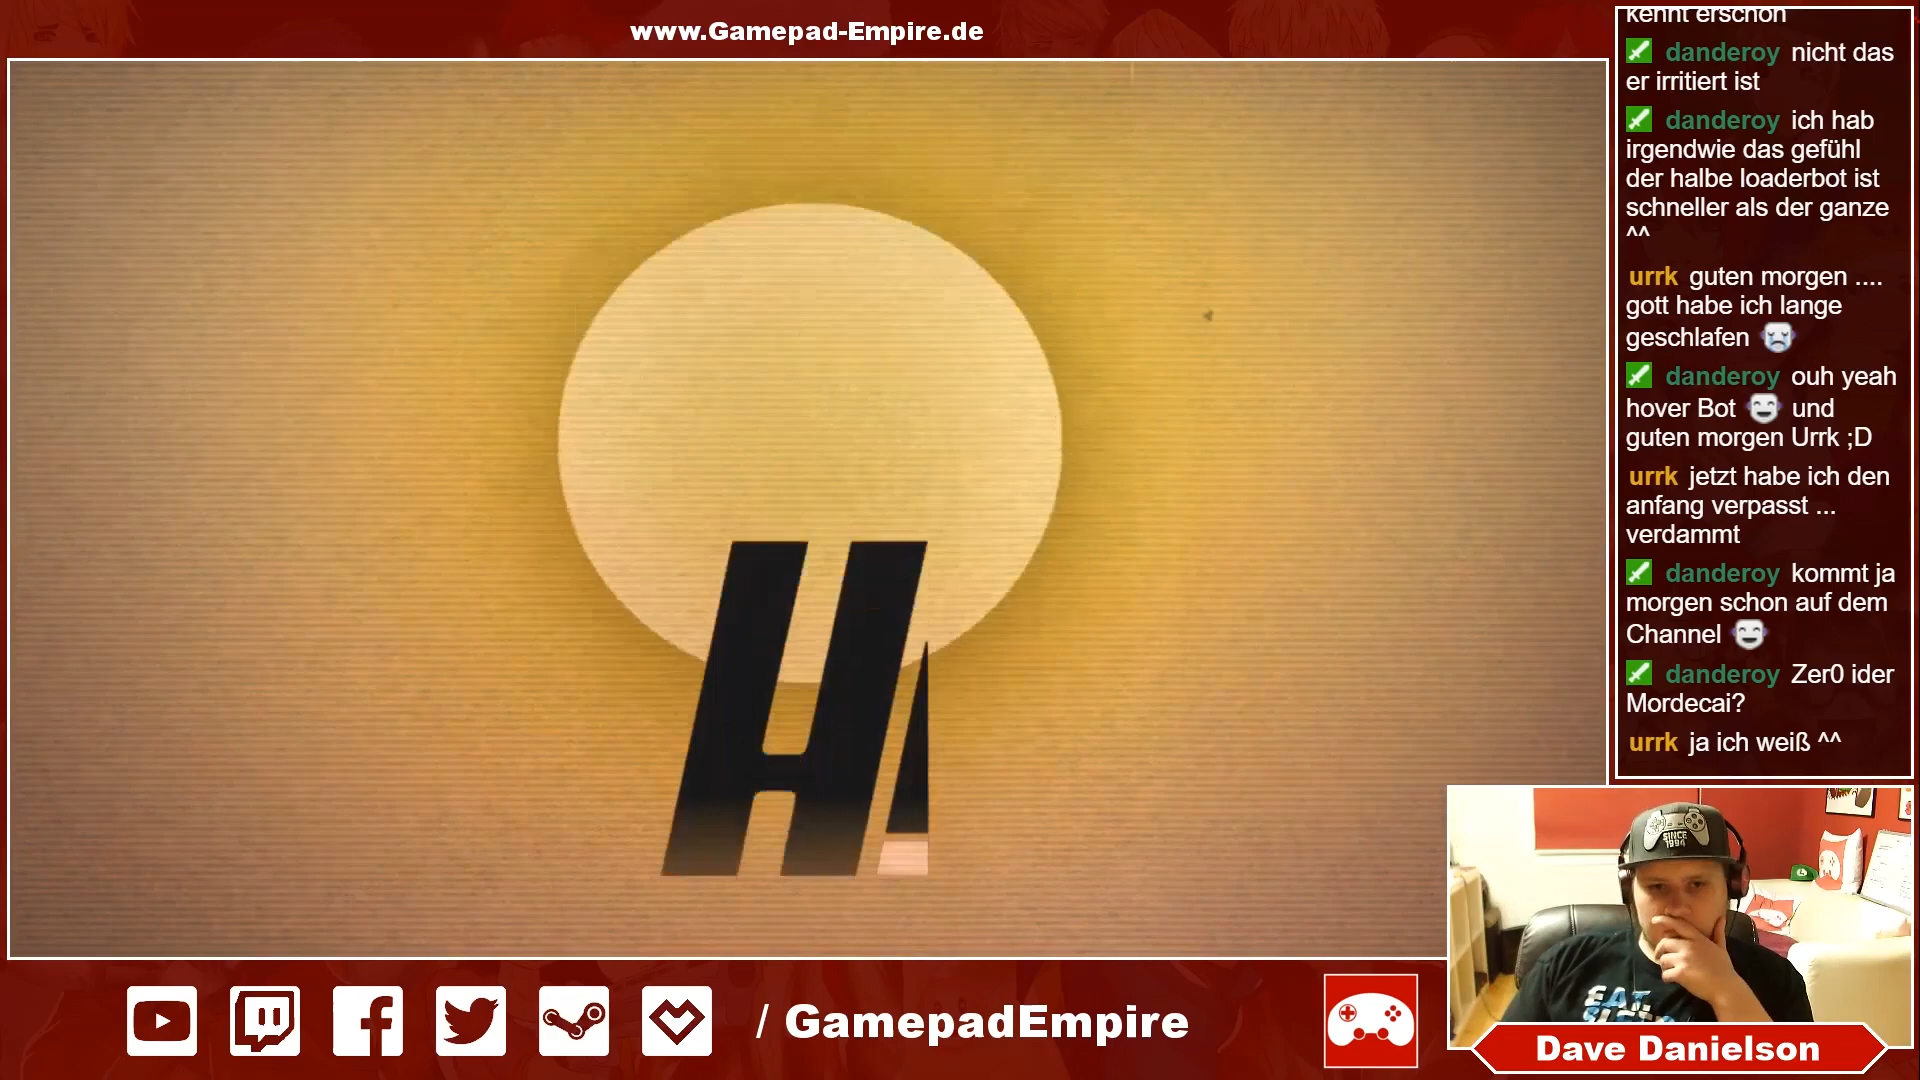 www.Gamepad-Empire.de
kennt erschon
danderoy nicht das
er irritiert ist
danderoy ich hab
irgendwie das gefühl
der halbe loaderbot ist
schneller als der ganze
^^
urrk guten morgen ....
gott habe ich lange
geschlafen
danderoy ouh yeah
hover Bot und
guten morgen Urrk ;D
urrk jetzt habe ich den
anfang verpasst ...
verdammt
danderoy kommt ja
morgen schon auf dem
Channel
danderoy Zer0 ider
Mordecai?
urrk ja ich weiß ^^
H
SINCE
1994
EAT,
/ GamepadEmpire
Dave Danielson